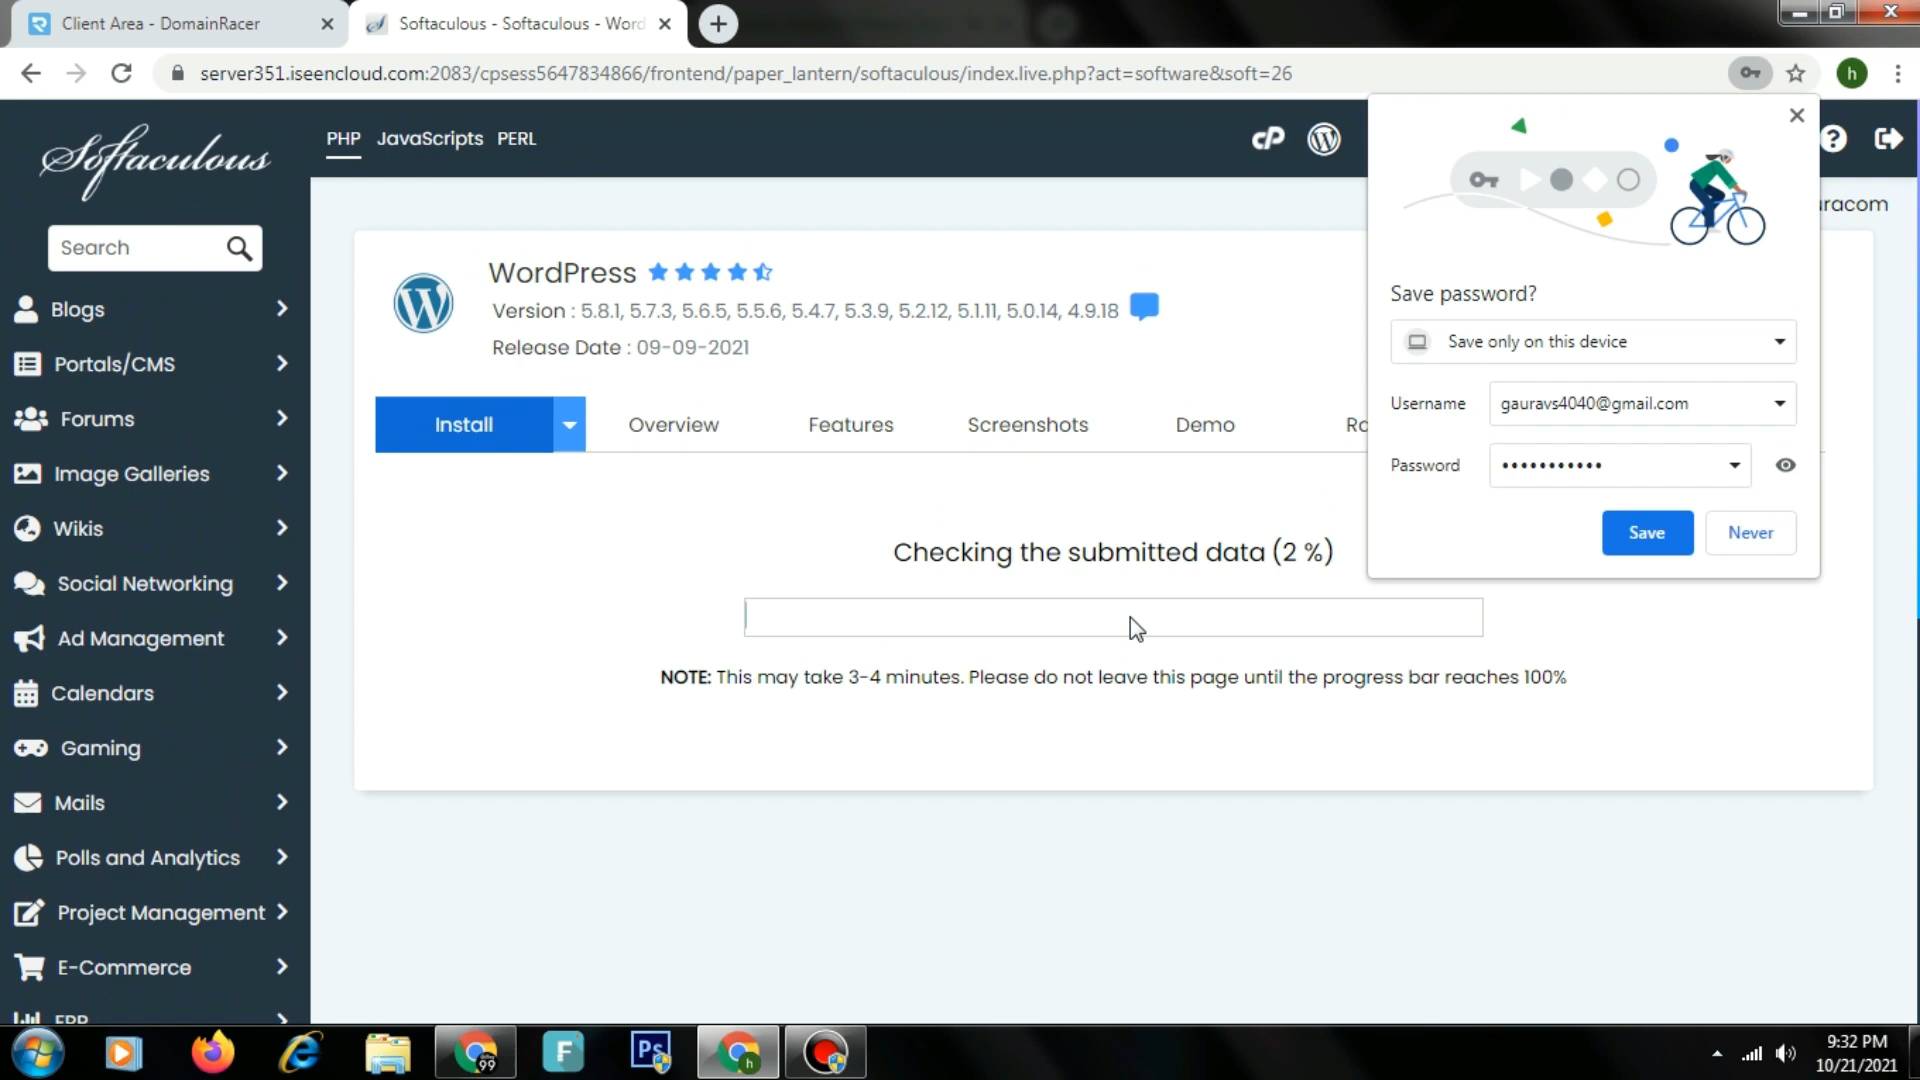 Client Area - DomainRacer
Softaculous - Softaculous - Word
server351.iseencloud.com:2083/cpsess5647834866/frontend/paper_lantern/softaculous/index.live.php?act=software&soft=26
h
Softaculous
PHP JavaScripts PERL
cP
Search
Blogs
Portals/CMS
Forums
Image Galleries
Wikis
Social Networking
Ad Management
Calendars
Gaming
Mails
Polls and Analytics
Project Management
E-Commerce
ERP
WordPress
Version : 5.8.1, 5.7.3, 5.6.5, 5.5.6, 5.4.7, 5.3.9, 5.2.12, 5.1.11, 5.0.14, 4.9.18
Release Date : 09-09-2021
Install Overview Features Screenshots Demo
Checking the submitted data (2 %)
NOTE: This may take 3-4 minutes. Please do not leave this page until the progress bar reaches 100%
Save password?
Save only on this device
Username gauravs4040@gmail.com
Password •••••••••••
Save Never
racom
99
F
Ps
h
9:32 PM
10/21/2021